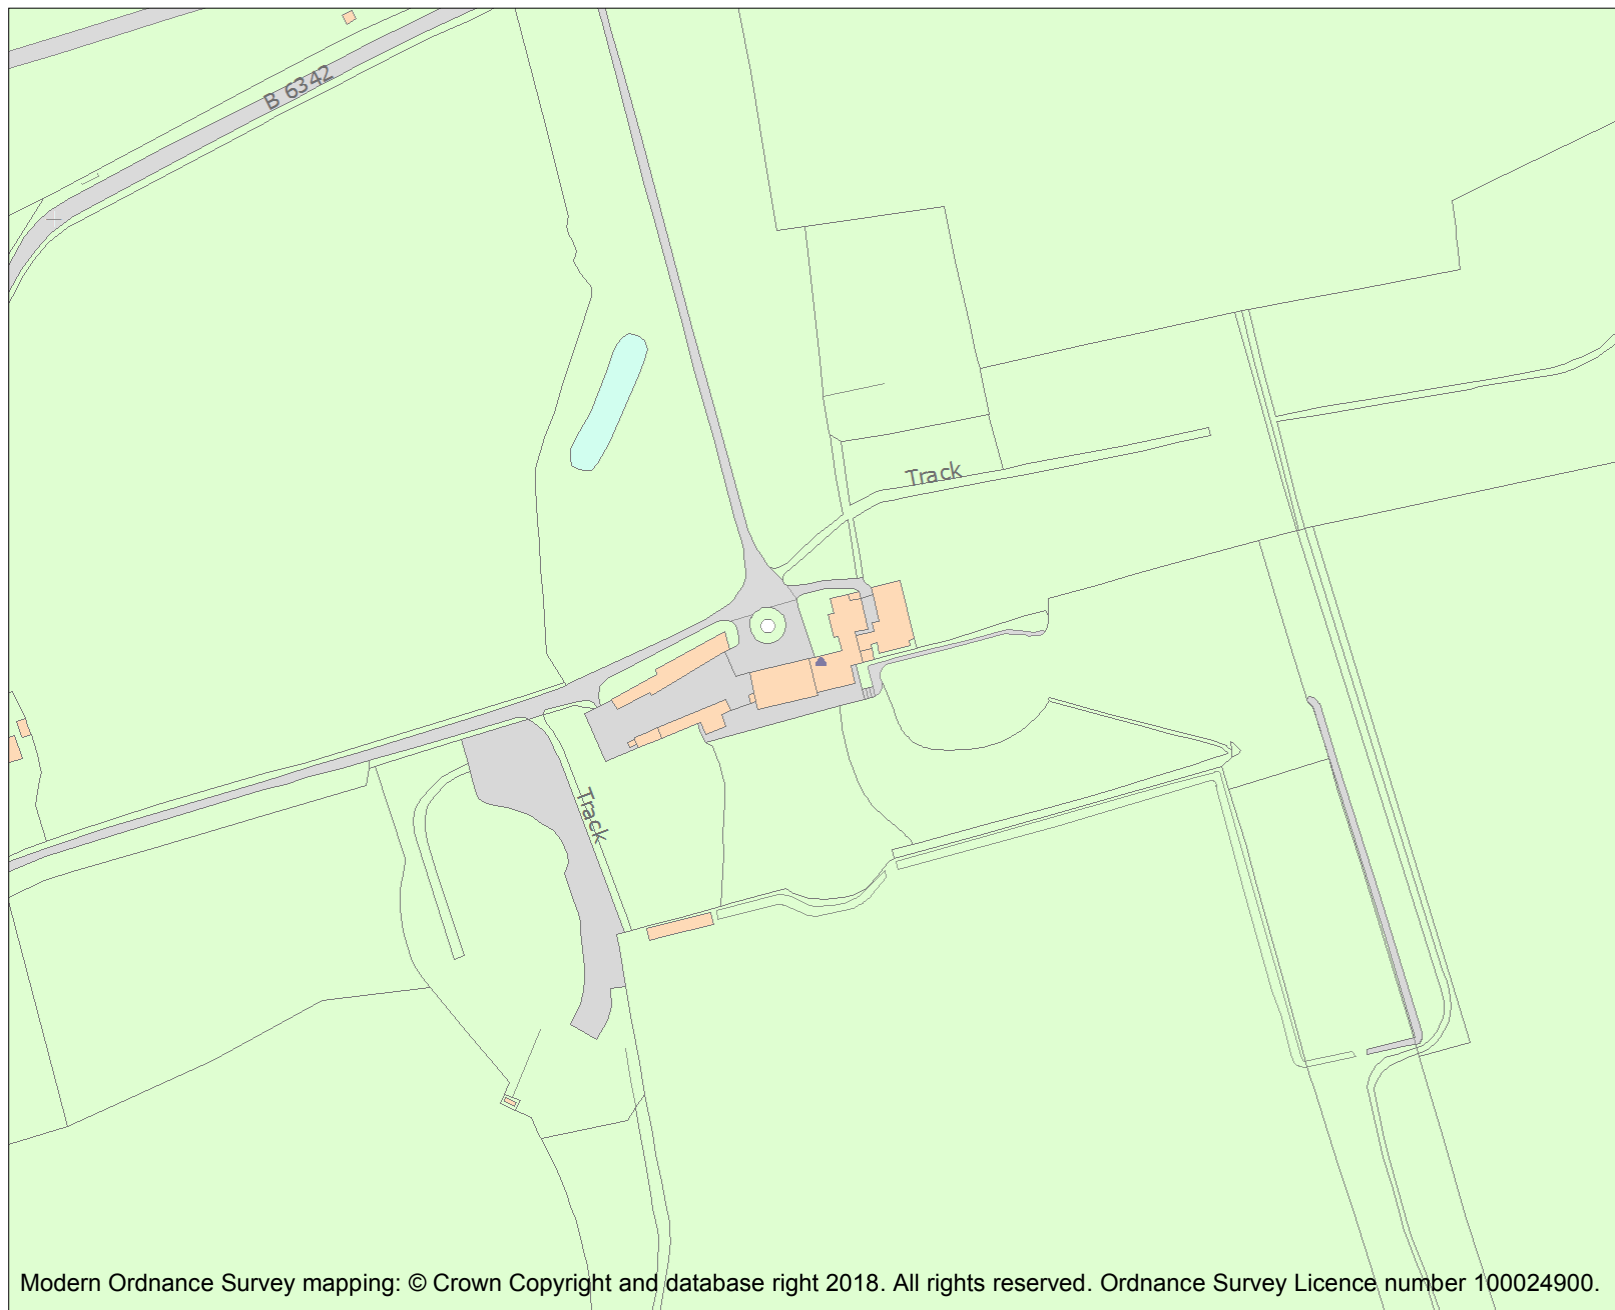 B 6342
Track
Track
Modern Ordnance Survey mapping: © Crown Copyright and database right 2018. All rights reserved. Ordnance Survey Licence number 100024900.